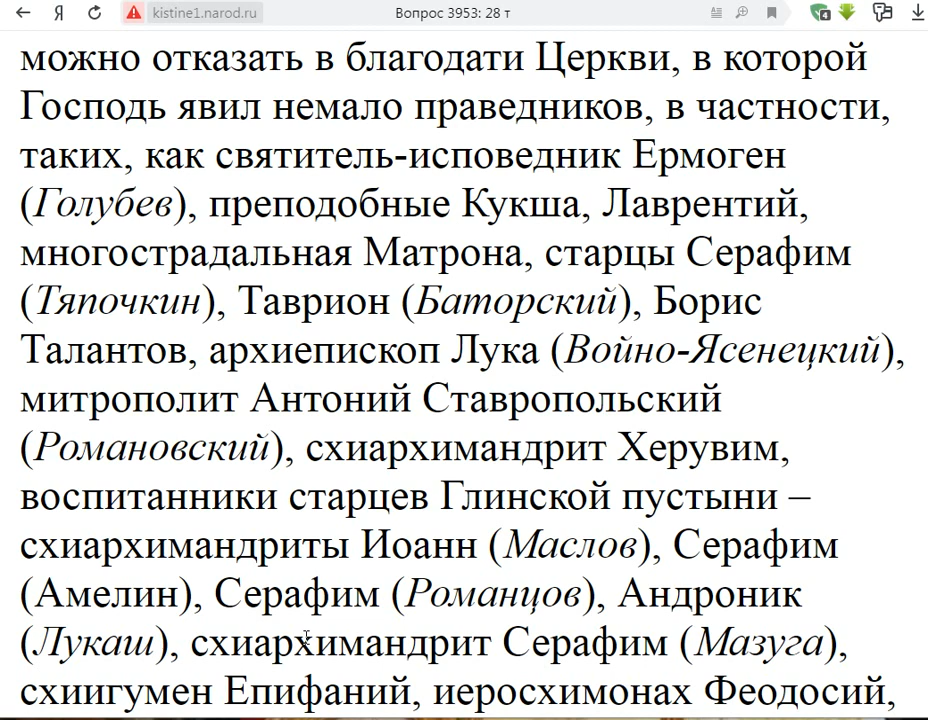 Я kistine1.narod.ru Вопрос 3953: 28 т 4
можно отказать в благодати Церкви, в которой
Господь явил немало праведников, в частности,
таких, как святитель-исповедник Ермоген
(Голубев), преподобные Кукша, Лаврентий,
многострадальная Матрона, старцы Серафим
(Тяпочкин), Таврион (Баторский), Борис
Талантов, архиепископ Лука (Войно-Ясенецкий),
митрополит Антоний Ставропольский
(Романовский), схиархимандрит Херувим,
воспитанники старцев Глинской пустыни –
схиархимандриты Иоанн (Маслов), Серафим
(Амелин), Серафим (Романцов), Андроник
(Лукаш), схиархимандрит Серафим (Мазуга),
схиигумен Епифаний, иеросхимонах Феодосий,